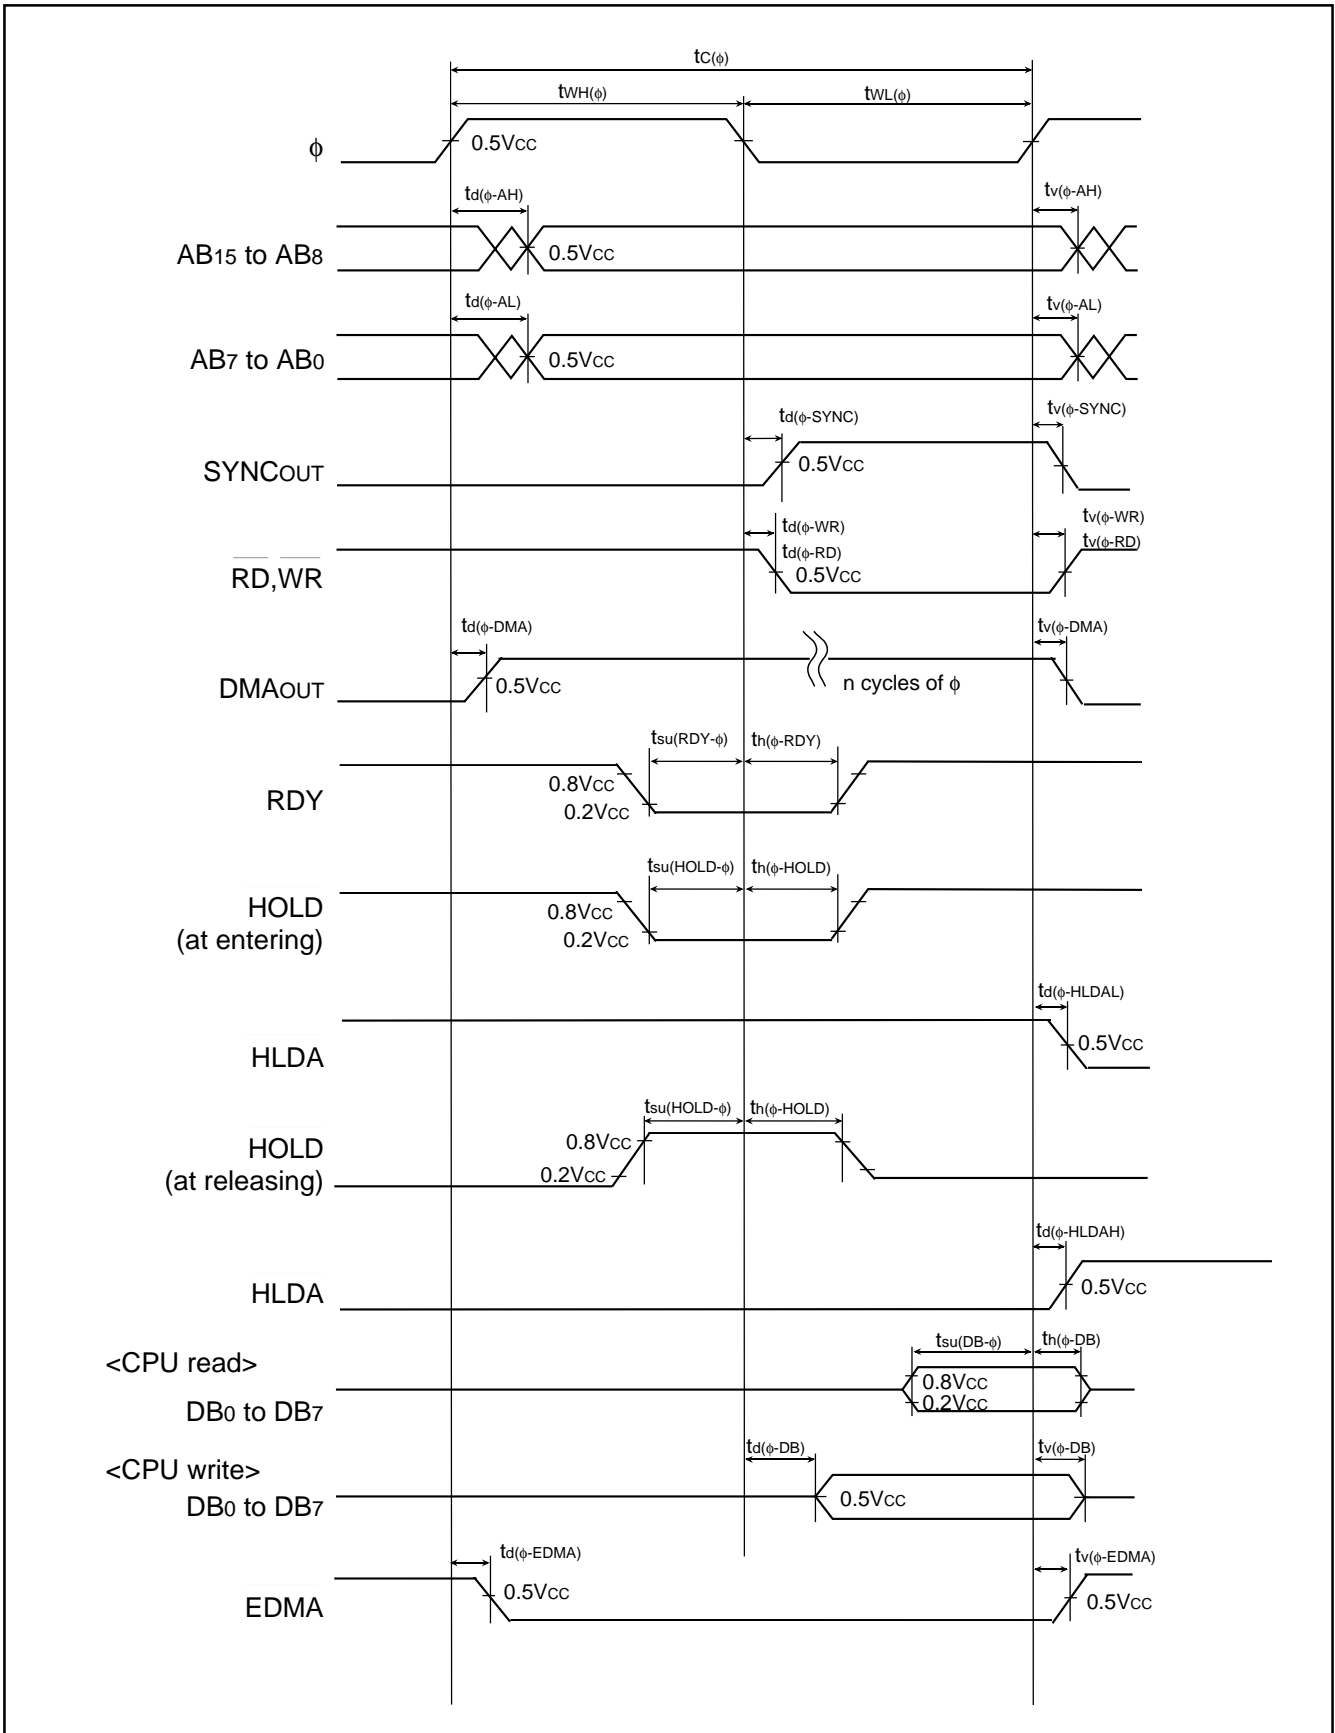 tC(ϕ)
tWH(ϕ) tWL(ϕ)
ϕ 0.5VCC
td(ϕ-AH) tv(ϕ-AH)
AB15 to AB8 0.5VCC
td(ϕ-AL) tv(ϕ-AL)
AB7 to AB0 0.5VCC
td(ϕ-SYNC) tv(ϕ-SYNC)
SYNCOUT 0.5VCC
td(ϕ-WR) tv(ϕ-WR)
td(ϕ-RD) tv(ϕ-RD)
RD,WR 0.5VCC
td(ϕ-DMA) tv(ϕ-DMA)
DMAOUT 0.5VCC n cycles of ϕ
tsu(RDY-ϕ) th(ϕ-RDY)
0.8VCC
RDY
0.2VCC
tsu(HOLD-ϕ) th(ϕ-HOLD)
HOLD 0.8VCC
(at entering) 0.2VCC
td(ϕ-HLDAL)
HLDA 0.5VCC
tsu(HOLD-ϕ) th(ϕ-HOLD)
HOLD 0.8VCC
(at releasing) 0.2VCC
td(ϕ-HLDAH)
HLDA 0.5VCC
tsu(DB-ϕ) th(ϕ-DB)
<CPU read>
0.8VCC
0.2VCC
DB0 to DB7
td(ϕ-DB) tv(ϕ-DB)
<CPU write>
DB0 to DB7 0.5VCC
td(ϕ-EDMA) tv(ϕ-EDMA)
EDMA 0.5VCC 0.5VCC